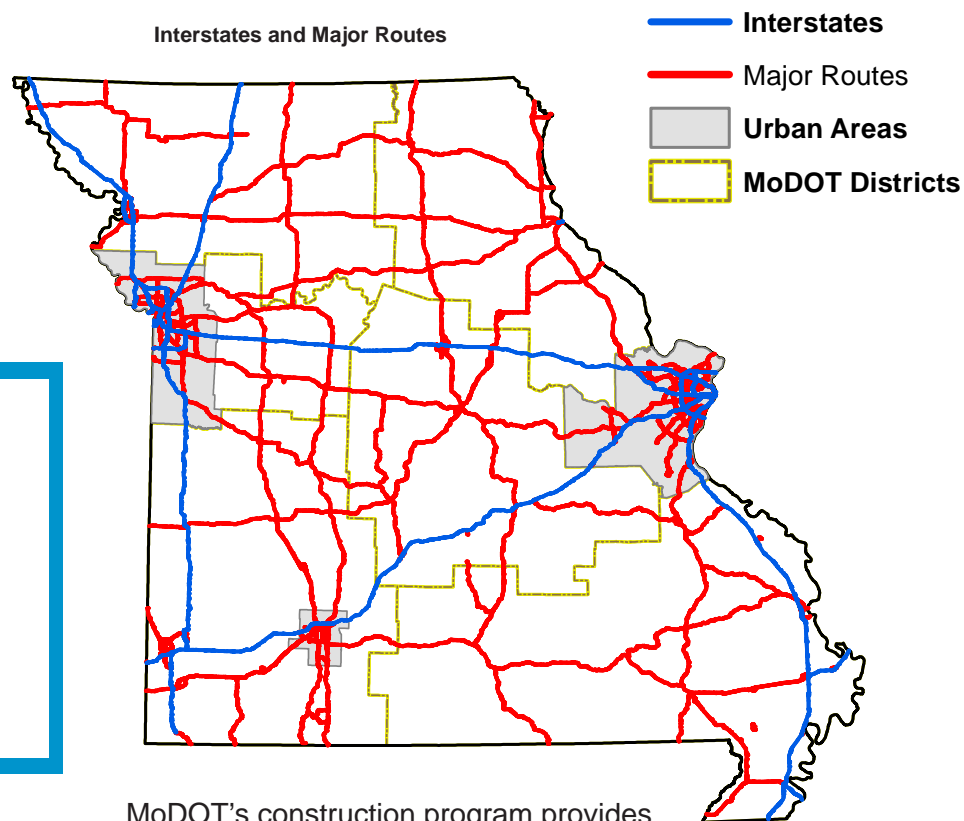 Interstates and Major Routes
Interstates
Major Routes
Urban Areas
MoDOT Districts
MoDOT's construction program provides